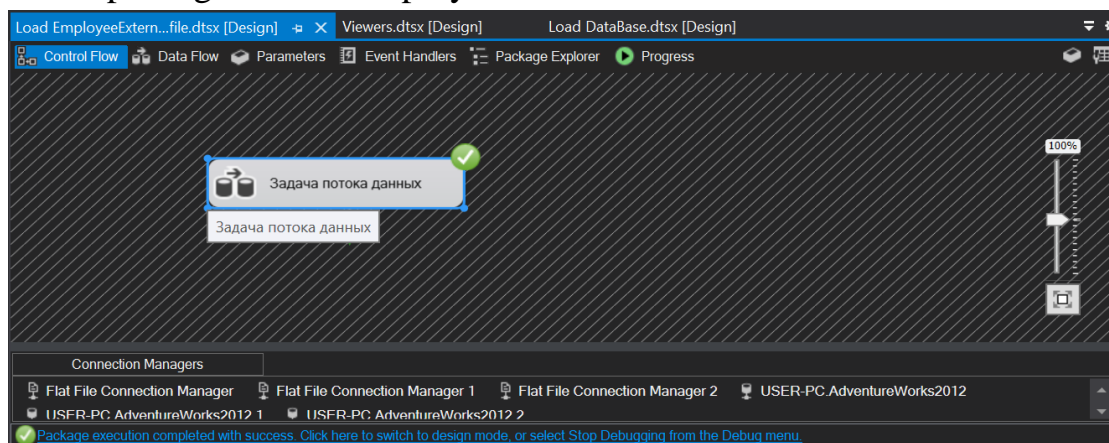 Load EmployeeExtern...file.dtsx [Design] Viewers.dtsx [Design] Load DataBase.dtsx [Design]
Control Flow Data Flow Parameters Event Handlers Package Explorer Progress
100%
Задача потока данных
Задача потока данных
Connection Managers
Flat File Connection Manager Flat File Connection Manager 1 Flat File Connection Manager 2 USER-PC.AdventureWorks2012
USER-PC.AdventureWorks2012 1 USER-PC.AdventureWorks2012 2
Package execution completed with success. Click here to switch to design mode, or select Stop Debugging from the Debug menu.